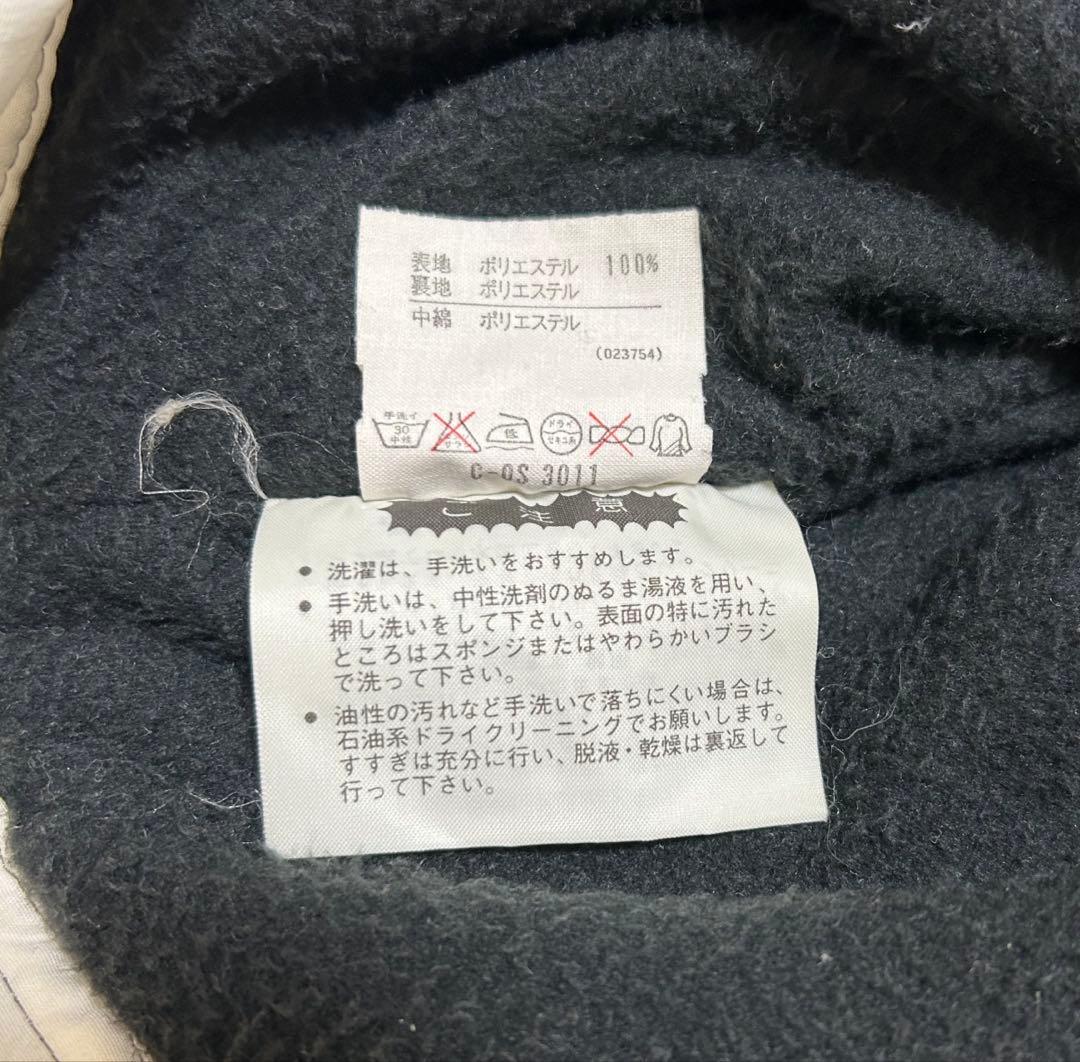 表地 ポリエステル 100%
裏地 ポリエステル
中綿 ポリエステル
(023754)
手洗イ
30
中性
エンソ
サラシ
低
ドライ
セキユ系
C-OS 3011
ご注意
● 洗濯は、手洗いをおすすめします。
● 手洗いは、中性洗剤のぬるま湯液を用い、
押し洗いをして下さい。表面の特に汚れた
ところはスポンジまたはやわらかいブラシ
で洗って下さい。
● 油性の汚れなど手洗いで落ちにくい場合は、
石油系ドライクリーニングでお願いします。
すすぎは充分に行い、脱液・乾燥は裏返して
行って下さい。